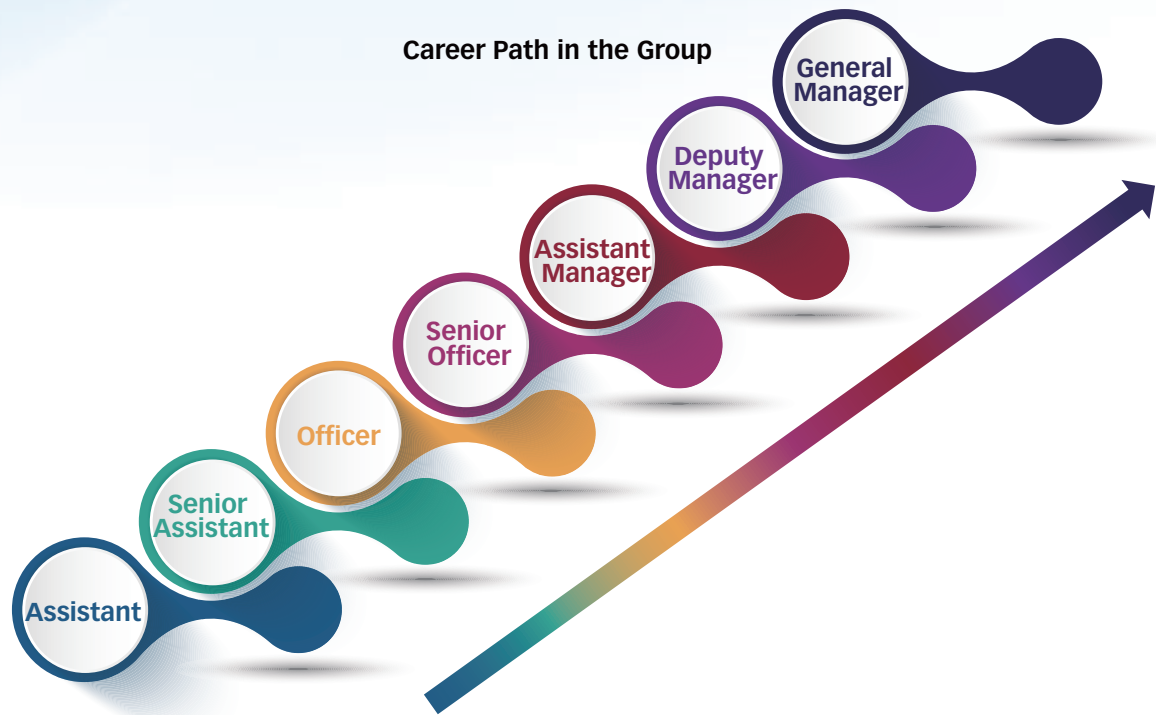 Career Path in the Group
General
Manager
Deputy
Manager
Assistant
Manager
Senior
Officer
Officer
Senior
Assistant
Assistant